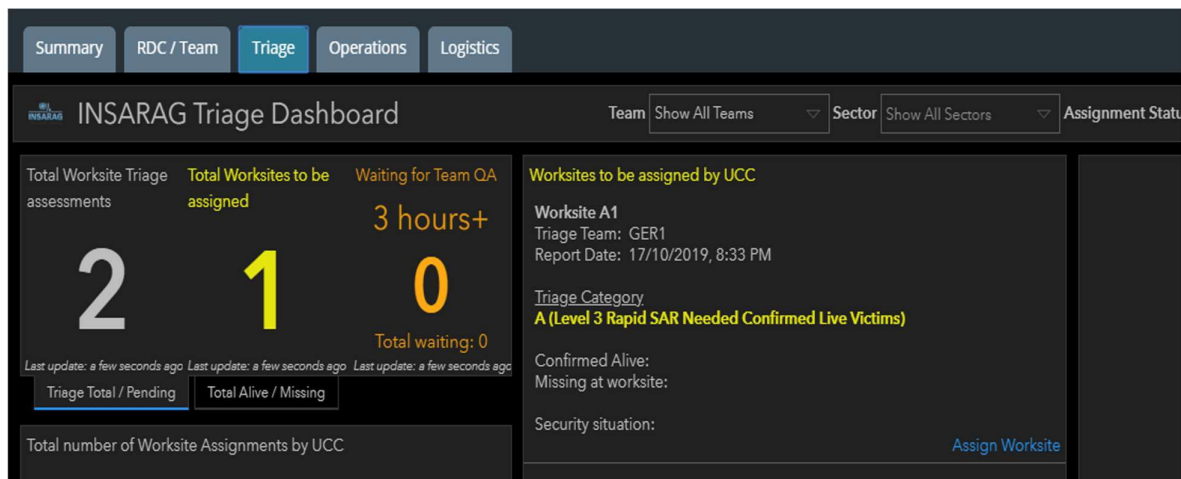 Summary
RDC / Team
Triage
Operations
Logistics
INSARAG
INSARAG Triage Dashboard
Team
Show All Teams
Sector
Show All Sectors
Assignment Statu
Total Worksite Triage
assessments
2
Last update: a few seconds ago
Total Worksites to be
assigned
1
Last update: a few seconds ago
Waiting for Team QA
3 hours+
0
Total waiting: 0
Last update: a few seconds ago
Triage Total / Pending
Total Alive / Missing
Total number of Worksite Assignments by UCC
Worksites to be assigned by UCC
Worksite A1
Triage Team: GER1
Report Date: 17/10/2019, 8:33 PM
Triage Category
A (Level 3 Rapid SAR Needed Confirmed Live Victims)
Confirmed Alive:
Missing at worksite:
Security situation:
Assign Worksite